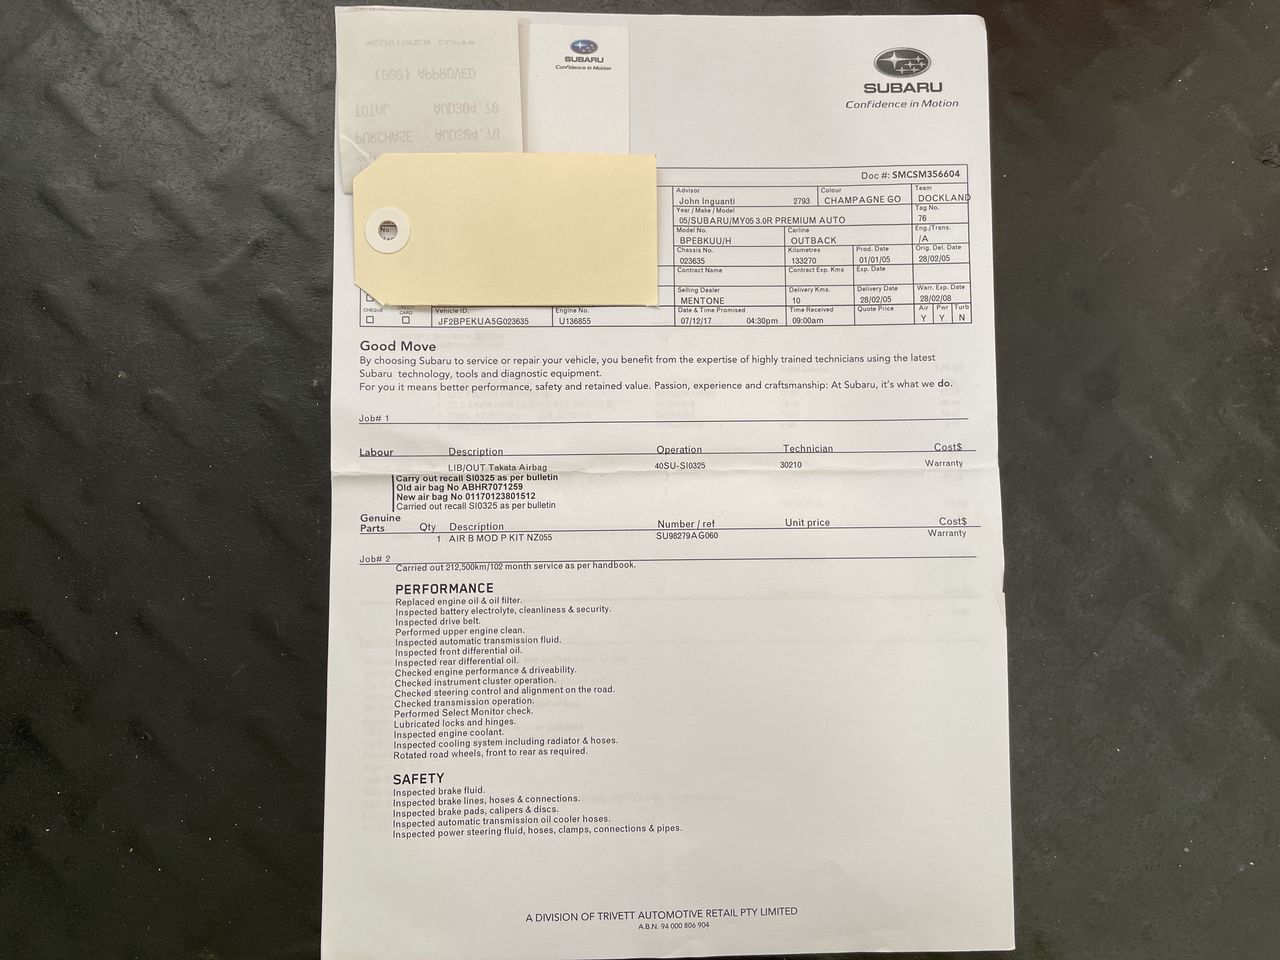 *CUSTOMER COPY*
(000) APPROVED
TOTAL AUD304.70
PURCHASE AUD304.70
SUBARU
Confidence in Motion
SUBARU
Confidence in Motion
Doc #: SMCSM356604
Advisor Colour Team
John Inguanti 2793 CHAMPAGNE GO DOCKLAND
Year / Make / Model Tag No.
05/SUBARU/MY05 3.0R PREMIUM AUTO 76
Model No. Carline Eng./Trans.
BPEBKUU/H OUTBACK /A
Chassis No. Kilometres Prod. Date Orig. Del. Date
023635 133270 01/01/05 28/02/05
Contract Name Contract Exp. Kms Exp. Date
Selling Dealer Delivery Kms. Delivery Date Warr. Exp. Date
MENTONE 10 28/02/05 28/02/08
CHEQUE CREDIT CARD Vehicle ID. Engine No. Date & Time Promised Time Received Quote Price Air Pwr Turb
JF2BPEKUA5G023635 U136855 07/12/17 04:30pm 09:00am Y Y N
No.
Good Move
By choosing Subaru to service or repair your vehicle, you benefit from the expertise of highly trained technicians using the latest
Subaru technology, tools and diagnostic equipment.
For you it means better performance, safety and retained value. Passion, experience and craftsmanship: At Subaru, it's what we do.
Job# 1
Labour Description Operation Technician Cost$
LIB/OUT Takata Airbag 40SU-SI0325 30210 Warranty
Carry out recall SI0325 as per bulletin
Old air bag No ABHR7071259
New air bag No 01170123801512
Carried out recall SI0325 as per bulletin
Genuine Parts Qty Description Number / ref Unit price Cost$
1 AIR B MOD P KIT NZ055 SU98279AG060 Warranty
Job# 2
Carried out 212,500km/102 month service as per handbook.
PERFORMANCE
Replaced engine oil & oil filter.
Inspected battery electrolyte, cleanliness & security.
Inspected drive belt.
Performed upper engine clean.
Inspected automatic transmission fluid.
Inspected front differential oil.
Inspected rear differential oil.
Checked engine performance & driveability.
Checked instrument cluster operation.
Checked steering control and alignment on the road.
Checked transmission operation.
Performed Select Monitor check.
Lubricated locks and hinges.
Inspected engine coolant.
Inspected cooling system including radiator & hoses.
Rotated road wheels, front to rear as required.
SAFETY
Inspected brake fluid.
Inspected brake lines, hoses & connections.
Inspected brake pads, calipers & discs.
Inspected automatic transmission oil cooler hoses.
Inspected power steering fluid, hoses, clamps, connections & pipes.
A DIVISION OF TRIVETT AUTOMOTIVE RETAIL PTY LIMITED
A.B.N. 94 000 806 904